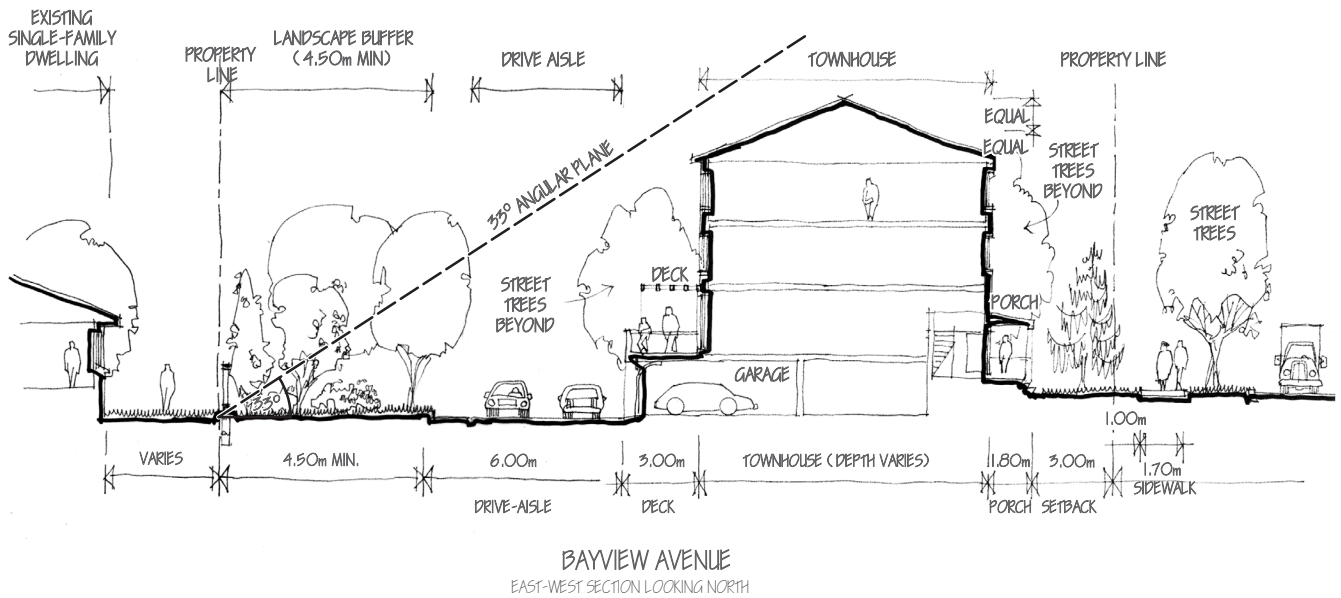 EXISTING
SINGLE-FAMILY
DWELLING
PROPERTY
LINE
LANDSCAPE BUFFER
(4.50m MIN)
DRIVE AISLE
TOWNHOUSE
PROPERTY LINE
EQUAL
EQUAL
STREET
TREES
BEYOND
STREET
TREES
33° ANGULAR PLANE
STREET
TREES
BEYOND
DECK
PORCH
GARAGE
33°
1.00m
VARIES
4.50m MIN.
6.00m
3.00m
TOWNHOUSE (DEPTH VARIES)
1.80m
3.00m
1.70m
SIDEWALK
DRIVE-AISLE
DECK
PORCH
SETBACK
BAYVIEW AVENUE
EAST-WEST SECTION LOOKING NORTH